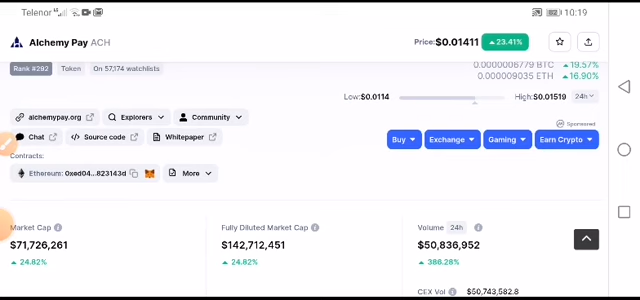 Telenor 10:19
Alchemy Pay ACH Price:$0.01411 23.41%
Rank #292 Token On 57,174 watchlists
0.0000006779 BTC 19.57%
0.000009035 ETH 16.90%
Low:$0.0114 High:$0.01519 24h
alchemypay.org Explorers Community
Sponsored
Chat Source code Whitepaper
Buy Exchange Gaming Earn Crypto
Contracts:
Ethereum: 0xed04...823143d More
Market Cap Fully Diluted Market Cap Volume 24h
$71,726,261 $142,712,451 $50,836,952
24.82% 24.82% 386.28%
CEX Vol $50,743,582.8